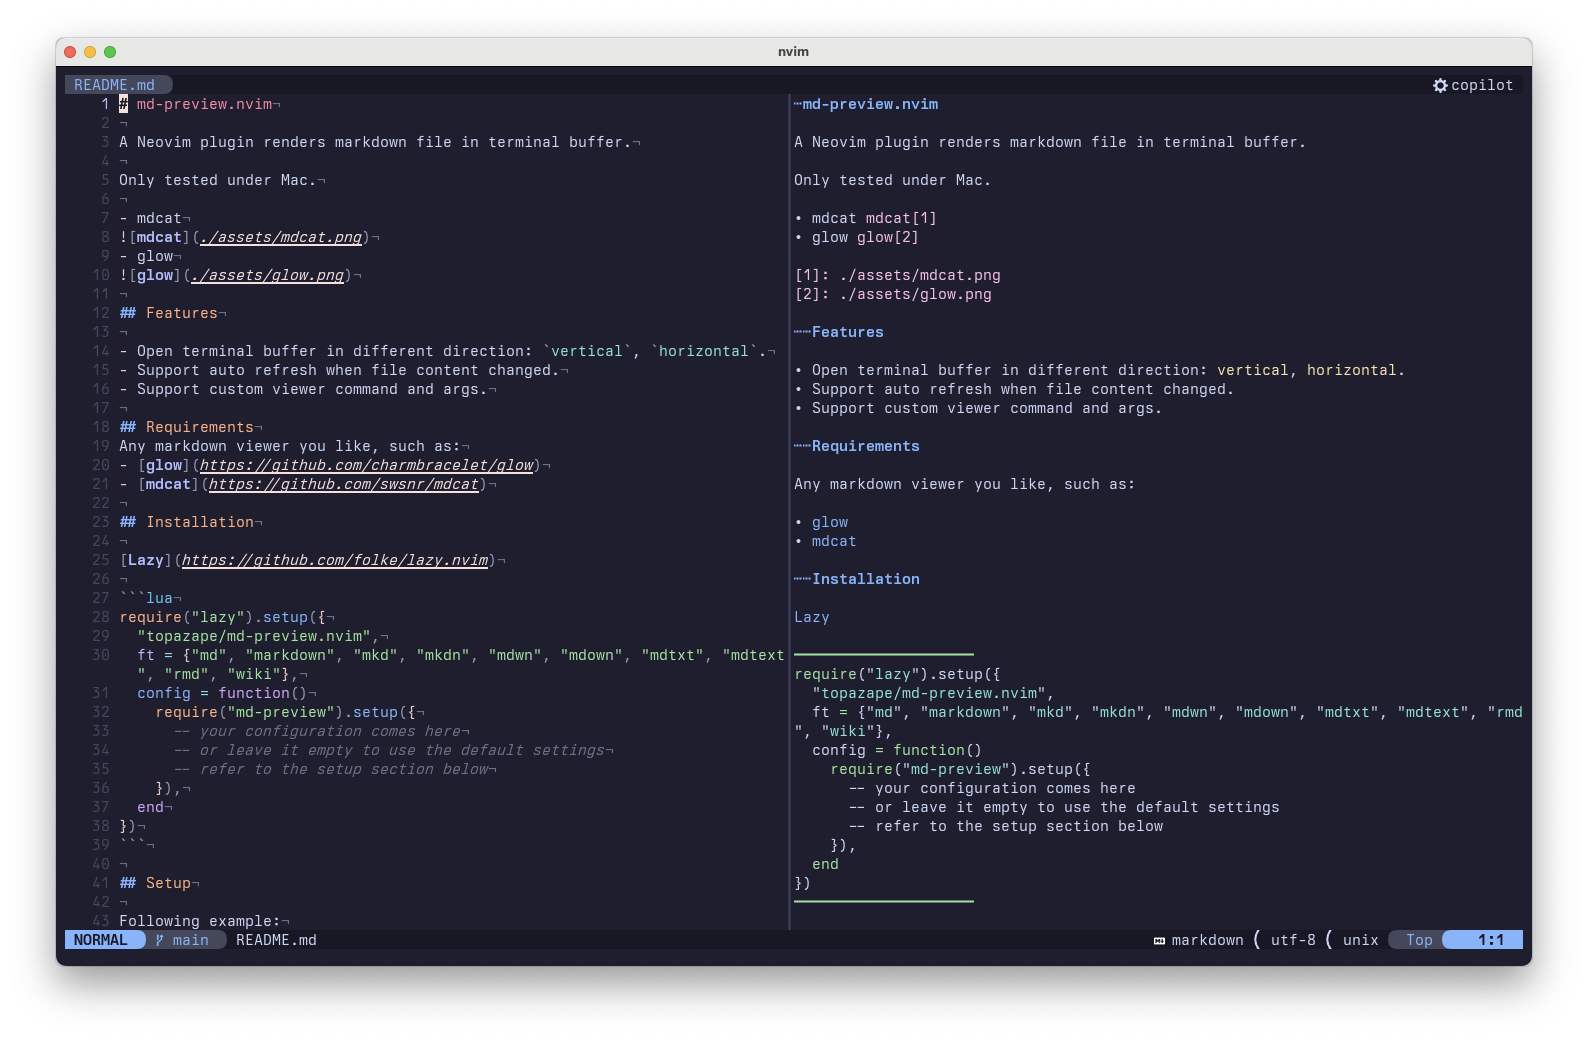 nvim
README.md
copilot
1 # md-preview.nvim¬
2 ¬
3 A Neovim plugin renders markdown file in terminal buffer.¬
4 ¬
5 Only tested under Mac.¬
6 ¬
7 - mdcat¬
8 ![mdcat](./assets/mdcat.png)¬
9 - glow¬
10 ![glow](./assets/glow.png)¬
11 ¬
12 ## Features¬
13 ¬
14 - Open terminal buffer in different direction: `vertical`, `horizontal`.¬
15 - Support auto refresh when file content changed.¬
16 - Support custom viewer command and args.¬
17 ¬
18 ## Requirements¬
19 Any markdown viewer you like, such as:¬
20 - [glow](https://github.com/charmbracelet/glow)¬
21 - [mdcat](https://github.com/swsnr/mdcat)¬
22 ¬
23 ## Installation¬
24 ¬
25 [Lazy](https://github.com/folke/lazy.nvim)¬
26 ¬
27 ```lua¬
28 require("lazy").setup({¬
29   "topazape/md-preview.nvim",¬
30   ft = {"md", "markdown", "mkd", "mkdn", "mdwn", "mdown", "mdtxt", "mdtext
", "rmd", "wiki"},¬
31   config = function()¬
32     require("md-preview").setup({¬
33       -- your configuration comes here¬
34       -- or leave it empty to use the default settings¬
35       -- refer to the setup section below¬
36     }),¬
37   end¬
38 })¬
39 ```¬
40 ¬
41 ## Setup¬
42 ¬
43 Following example:¬
┄md-preview.nvim
A Neovim plugin renders markdown file in terminal buffer.
Only tested under Mac.
• mdcat mdcat[1]
• glow glow[2]
[1]: ./assets/mdcat.png
[2]: ./assets/glow.png
┄┄Features
• Open terminal buffer in different direction: vertical, horizontal.
• Support auto refresh when file content changed.
• Support custom viewer command and args.
┄┄Requirements
Any markdown viewer you like, such as:
• glow
• mdcat
┄┄Installation
Lazy
require("lazy").setup({
  "topazape/md-preview.nvim",
  ft = {"md", "markdown", "mkd", "mkdn", "mdwn", "mdown", "mdtxt", "mdtext", "rmd
", "wiki"},
  config = function()
    require("md-preview").setup({
      -- your configuration comes here
      -- or leave it empty to use the default settings
      -- refer to the setup section below
    }),
  end
})
NORMAL main README.md markdown ( utf-8 ( unix Top 1:1